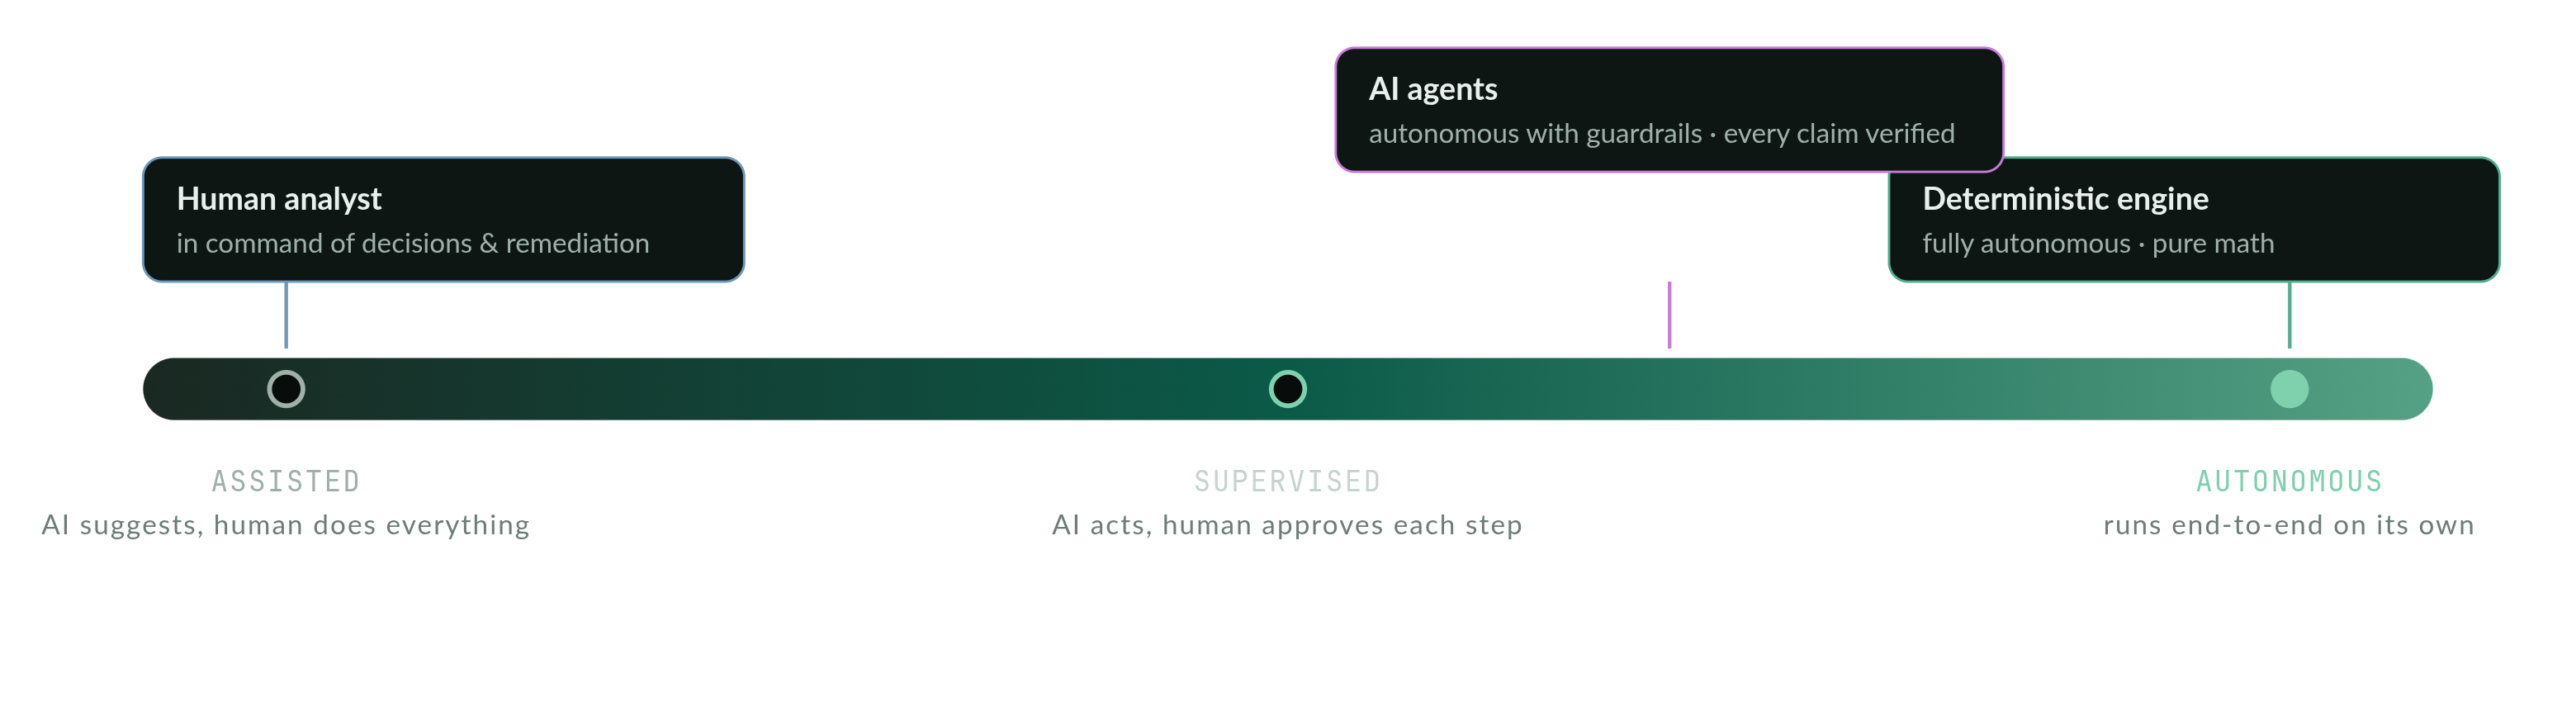 AI agents
autonomous with guardrails · every claim verified
Human analyst
in command of decisions & remediation
Deterministic engine
fully autonomous · pure math
ASSISTED
AI suggests, human does everything
SUPERVISED
AI acts, human approves each step
AUTONOMOUS
runs end-to-end on its own